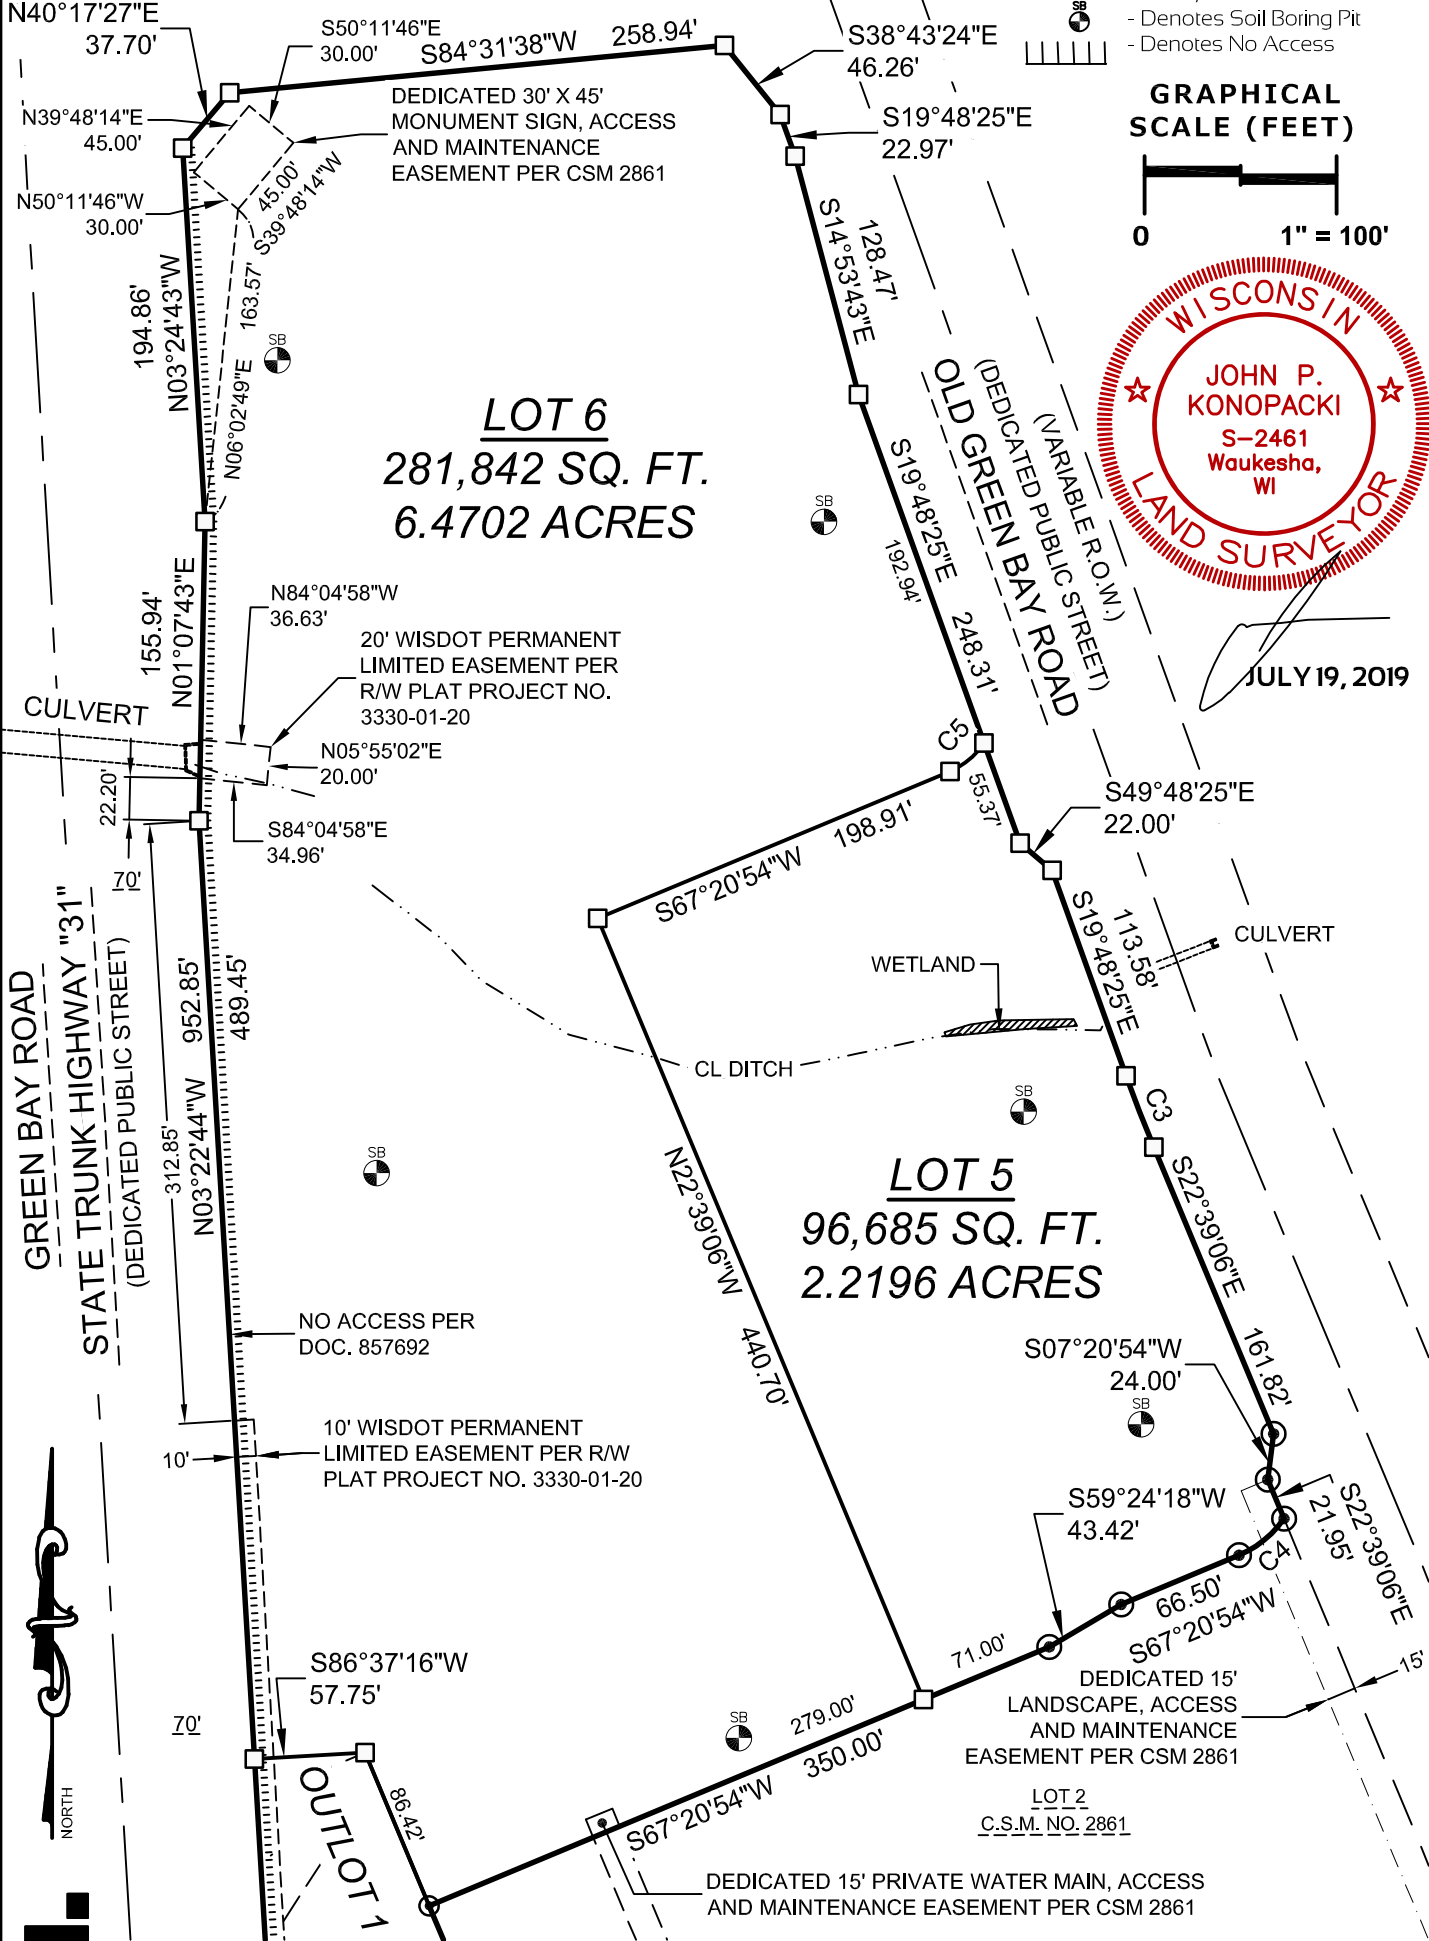 N40°17'27"E
37.70'
S50°11'46"E
30.00'
S84°31'38"W 258.94'
S38°43'24"E
46.26'
SB
- Denotes Soil Boring Pit
- Denotes No Access
GRAPHICAL
SCALE (FEET)
0 1" = 100'
N39°48'14"E
45.00'
DEDICATED 30' X 45'
MONUMENT SIGN, ACCESS
AND MAINTENANCE
EASEMENT PER CSM 2861
S19°48'25"E
22.97'
N50°11'46"W
30.00'
45.00'
S39°48'14"W
194.86'
N03°24'43"W
N06°02'49"E 163.57'
SB
128.47'
S14°53'43"E
WISCONSIN
JOHN P.
KONOPACKI
S-2461
Waukesha,
WI
LAND SURVEYOR
JULY 19, 2019
LOT 6
281,842 SQ. FT.
6.4702 ACRES
SB
S19°48'25"E 248.31'
192.94'
OLD GREEN BAY ROAD
(DEDICATED PUBLIC STREET)
(VARIABLE R.O.W.)
155.94'
N01°07'43"E
N84°04'58"W
36.63'
20' WISDOT PERMANENT
LIMITED EASEMENT PER
R/W PLAT PROJECT NO.
3330-01-20
CULVERT
N05°55'02"E
20.00'
22.20'
S84°04'58"E
34.96'
70'
C5
55.37'
S49°48'25"E
22.00'
S67°20'54"W 198.91'
113.58'
S19°48'25"E
CULVERT
WETLAND
CL DITCH
GREEN BAY ROAD
STATE TRUNK HIGHWAY "31"
(DEDICATED PUBLIC STREET)
312.85'
N03°22'44"W 952.85'
489.45'
SB
SB
C3
N22°39'06"W 440.70'
LOT 5
96,685 SQ. FT.
2.2196 ACRES
S22°39'06"E 161.82'
NO ACCESS PER
DOC. 857692
S07°20'54"W
24.00'
SB
10' WISDOT PERMANENT
LIMITED EASEMENT PER R/W
PLAT PROJECT NO. 3330-01-20
10'
S59°24'18"W
43.42'
S22°39'06"E
21.95'
C4
66.50'
S67°20'54"W
71.00'
S86°37'16"W
57.75'
70'
NORTH
OUTLOT 1
86.42'
SB
279.00'
S67°20'54"W 350.00'
DEDICATED 15'
LANDSCAPE, ACCESS
AND MAINTENANCE
EASEMENT PER CSM 2861
15'
LOT 2
C.S.M. NO. 2861
DEDICATED 15' PRIVATE WATER MAIN, ACCESS
AND MAINTENANCE EASEMENT PER CSM 2861